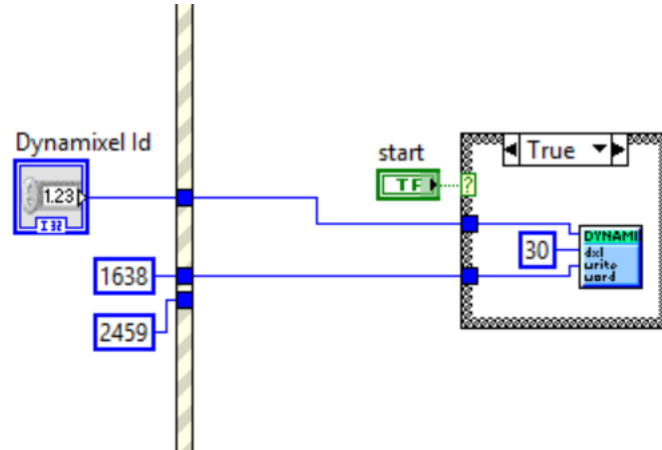 Dynamixel Id
1.23
I32
1638
2459
start
TF
?
True
30
DYNAMI
dxl
write
word